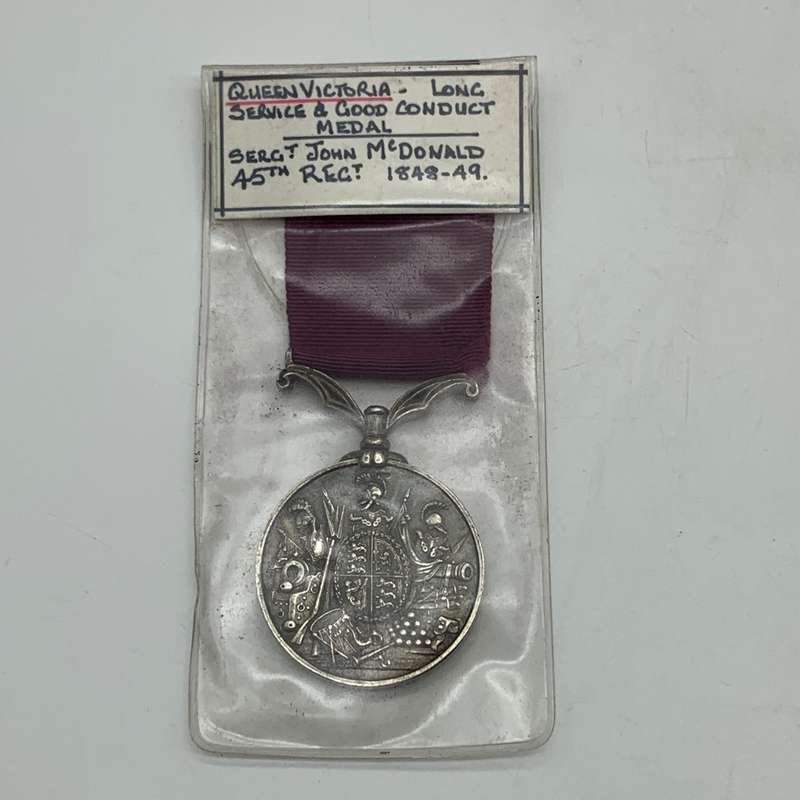 QUEEN VICTORIA - LONG
SERVICE & GOOD CONDUCT
MEDAL
SERGT JOHN McDONALD
45TH REGT 1848-49.